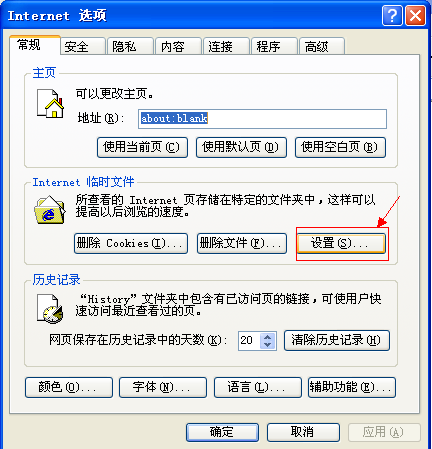 Internet 选项
常规 安全 隐私 内容 连接 程序 高级
主页
可以更改主页。
地址(R): about:blank
使用当前页(C) 使用默认页(D) 使用空白页(B)
Internet 临时文件
所查看的 Internet 页存储在特定的文件夹中，这样可以
提高以后浏览的速度。
删除 Cookies(I)... 删除文件(F)... 设置(S)...
历史记录
“History”文件夹中包含有已访问页的链接，可使用户快
速访问最近查看过的页。
网页保存在历史记录中的天数(K): 20 清除历史记录(H)
颜色(O)... 字体(N)... 语言(L)... 辅助功能(E)...
确定 取消 应用(A)